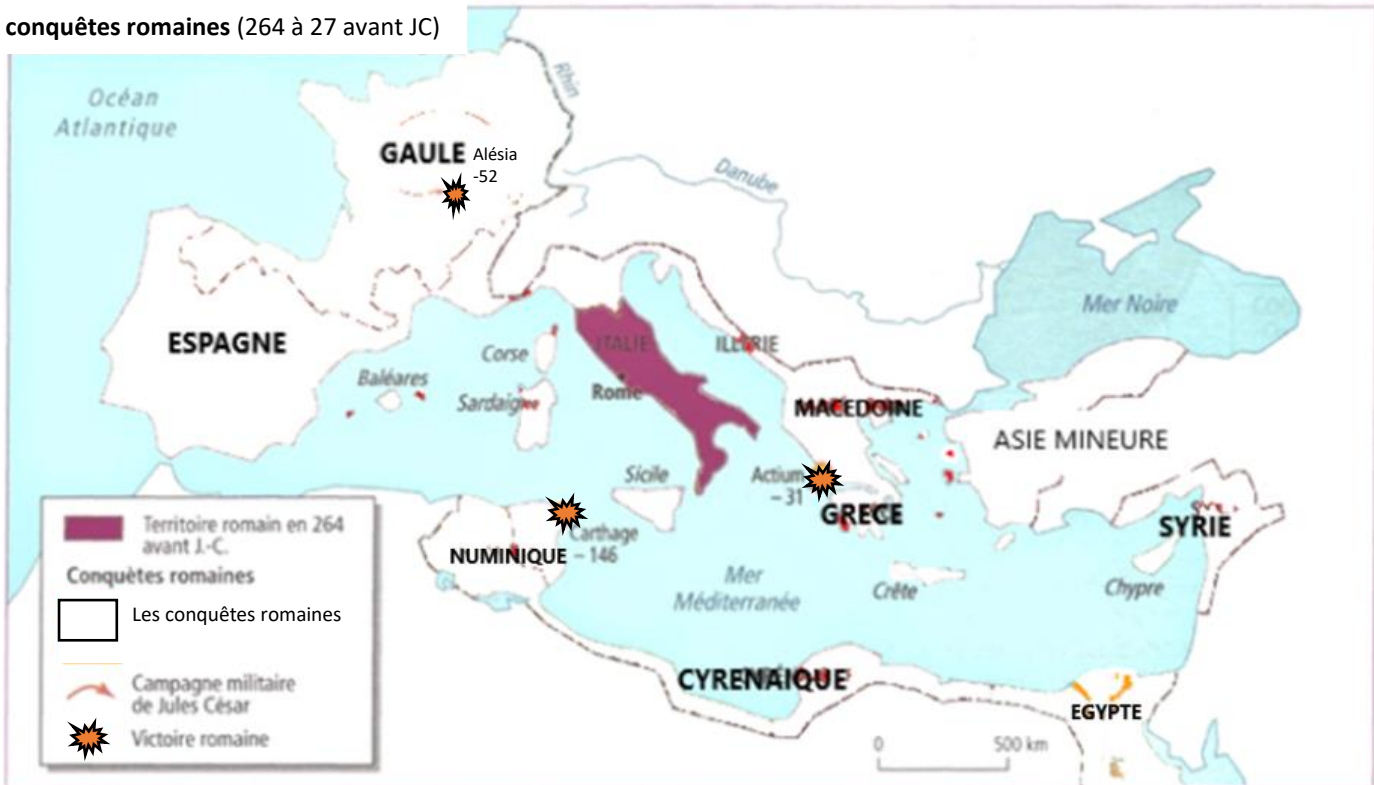 conquêtes romaines (264 à 27 avant JC)
Océan
Atlantique
Rhin
GAULE
Alésia
-52
Danube
Mer Noire
ESPAGNE
Corse
ITALIE
ILLYRIE
Baléares
Sardaigne
Rome
MACEDOINE
ASIE MINEURE
Sicile
Actium
– 31
GRECE
SYRIE
Carthage
– 146
NUMINIQUE
Mer
Méditerranée
Crête
Chypre
CYRENAIQUE
EGYPTE
0 500 km
Territoire romain en 264
avant J.-C.
Conquêtes romaines
Les conquêtes romaines
Campagne militaire
de Jules César
Victoire romaine